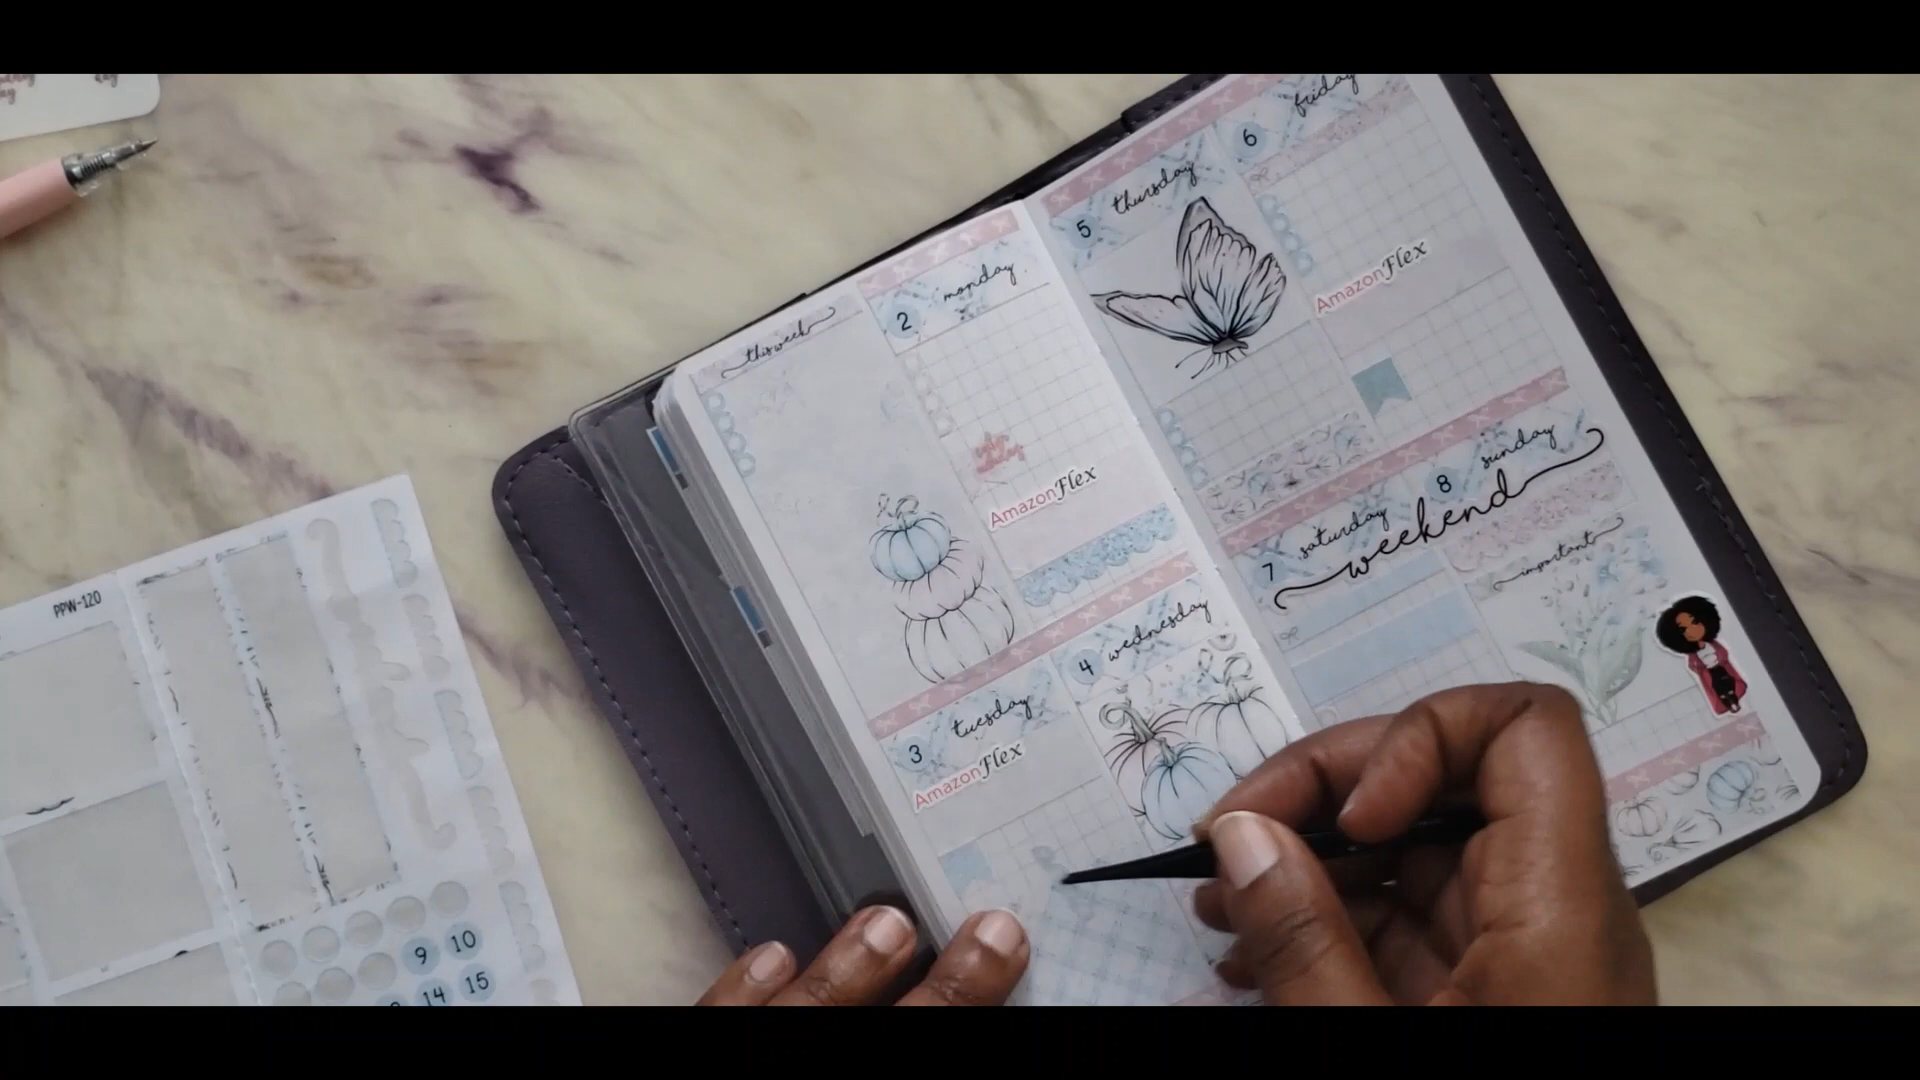 PPW-120
9 10
14 15
this week
2 monday
AmazonFlex
3 tuesday
AmazonFlex
4 wednesday
5 thursday
6 friday
AmazonFlex
7 saturday
8 sunday
weekend
important